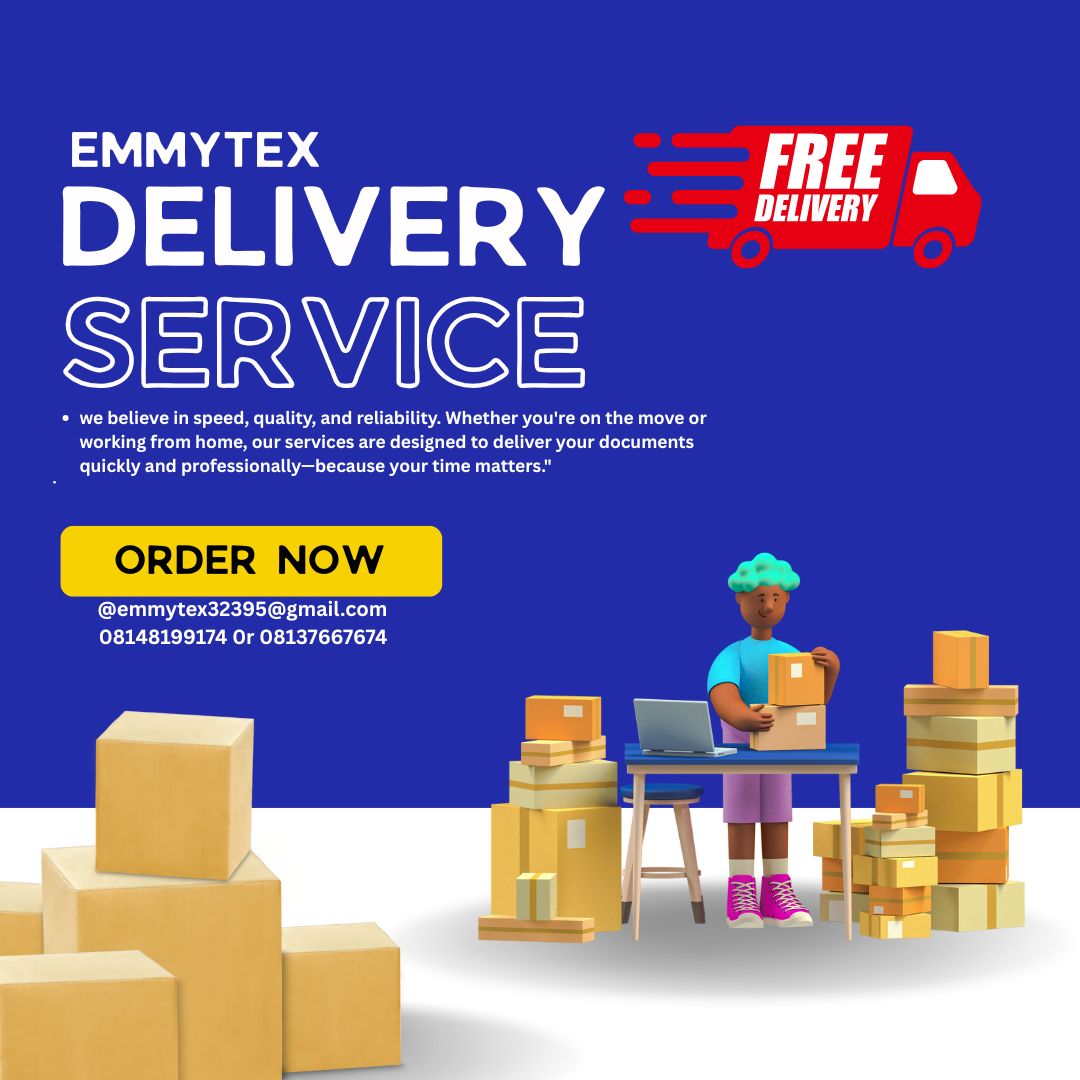 EMMYTEX
DELIVERY
SERVICE
FREE
DELIVERY
• we believe in speed, quality, and reliability. Whether you're on the move or
working from home, our services are designed to deliver your documents
quickly and professionally—because your time matters."
.
ORDER NOW
@emmytex32395@gmail.com
08148199174 0r 08137667674